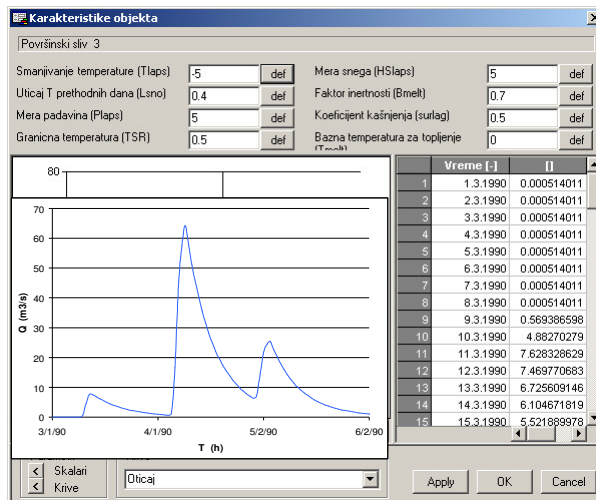 Karakteristike objekta
Površinski sliv 3
Smanjivanje temperature (Tlaps) -5 def Mera snega (HSlaps) 5 def
Uticaj T prethodnih dana (Lsno) 0.4 def Faktor inertnosti (Bmelt) 0.7 def
Mera padavina (Plaps) 5 def Koeficijent kašnjenja (surlag) 0.5 def
Granicna temperatura (TSR) 0.5 def Bazna temperatura za topljenje (Tmelt) 0 def
80
70
60
50
40
30
20
10
0
Q (m3/s)
3/1/90 4/1/90 5/2/90 6/2/90
T (h)
Vreme [-] []
1 1.3.1990 0.000514011
2 2.3.1990 0.000514011
3 3.3.1990 0.000514011
4 4.3.1990 0.000514011
5 5.3.1990 0.000514011
6 6.3.1990 0.000514011
7 7.3.1990 0.000514011
8 8.3.1990 0.000514011
9 9.3.1990 0.569386598
10 10.3.1990 4.88270279
11 11.3.1990 7.628328629
12 12.3.1990 7.469770683
13 13.3.1990 6.725609146
14 14.3.1990 6.104671819
15 15.3.1990 5.521889978
< Skalari
< Krive
Oticaj
Apply OK Cancel